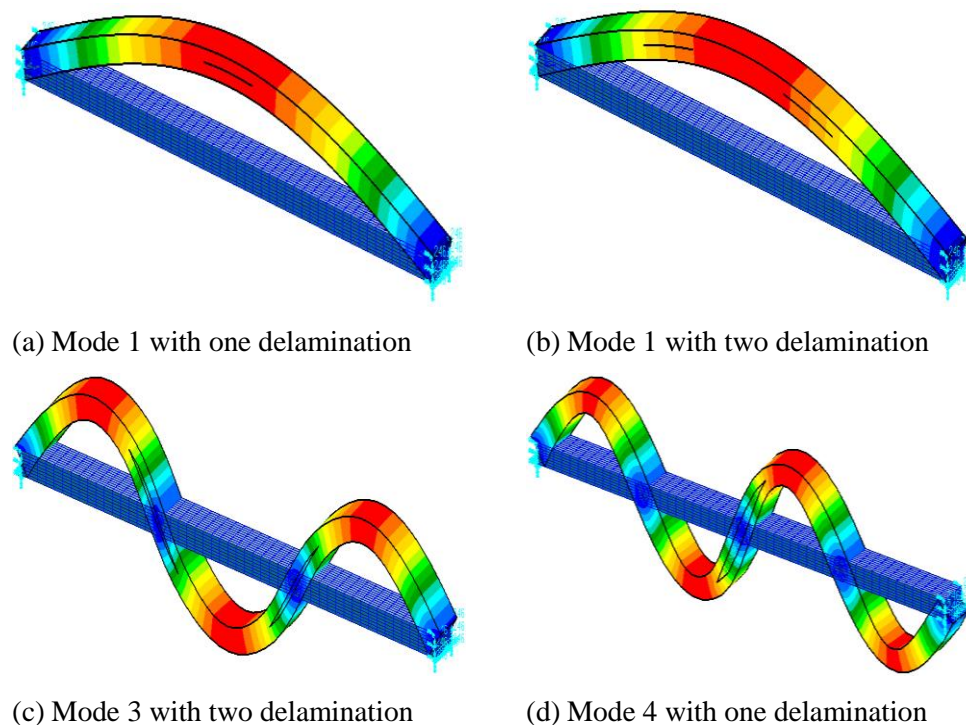 (a) Mode 1 with one delamination
(b) Mode 1 with two delamination
(c) Mode 3 with two delamination
(d) Mode 4 with one delamination